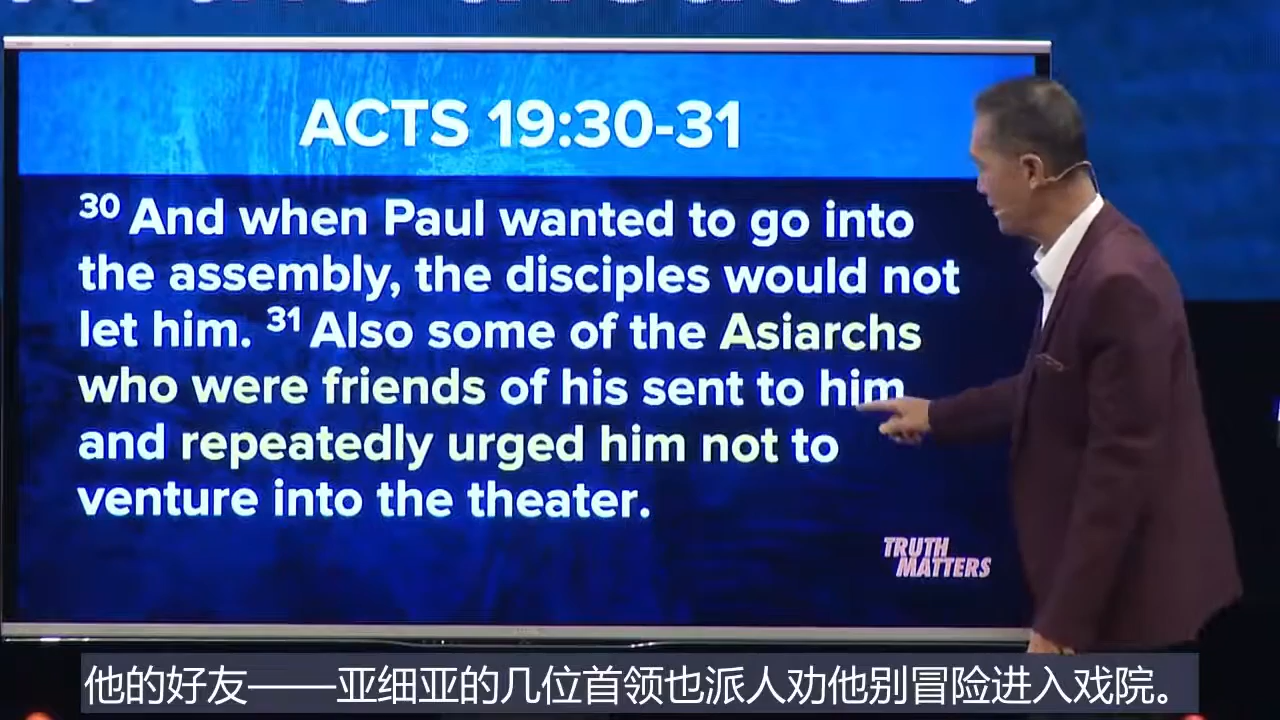 ACTS 19:30-31
30 And when Paul wanted to go into
the assembly, the disciples would not
let him. 31 Also some of the Asiarchs
who were friends of his sent to him
and repeatedly urged him not to
venture into the theater.
TRUTH
MATTERS
他的好友——亚细亚的几位首领也派人劝他别冒险进入戏院。